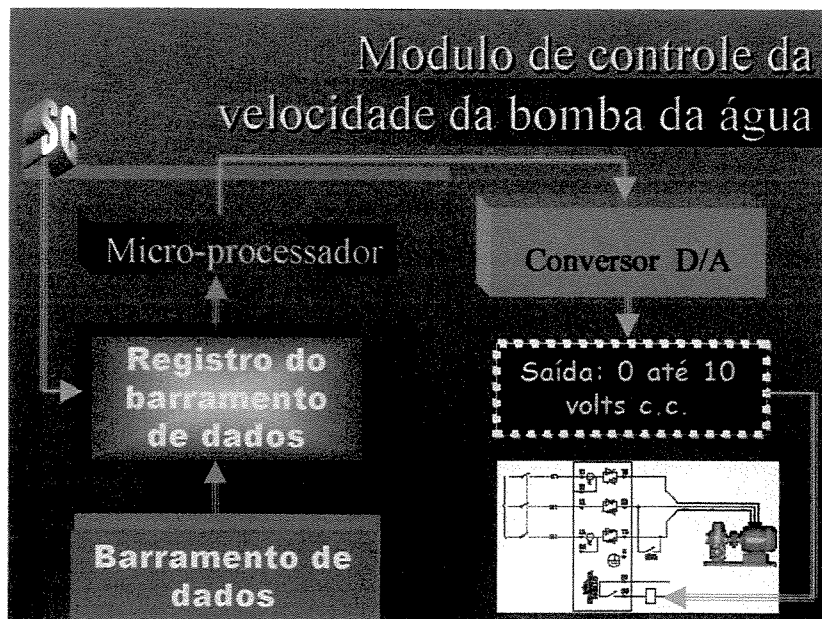 Modulo de controle da
velocidade da bomba da água
SC
Micro-processador
Conversor D/A
Registro do
barramento
de dados
Saída: 0 até 10
volts c.c.
Barramento de
dados